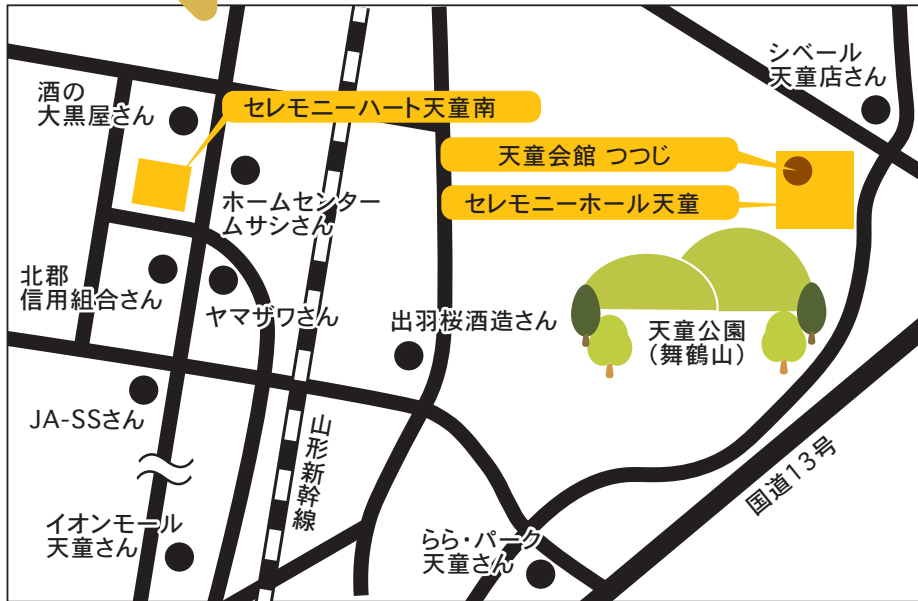 シベール
天童店さん
酒の
大黒屋さん
セレモニーハート天童南
天童会館 つつじ
セレモニーホール天童
ホームセンター
ムサシさん
北郡
信用組合さん
ヤマザワさん
出羽桜酒造さん
天童公園
（舞鶴山）
JA-SSさん
山形新幹線
国道13号
イオンモール
天童さん
らら・パーク
天童さん